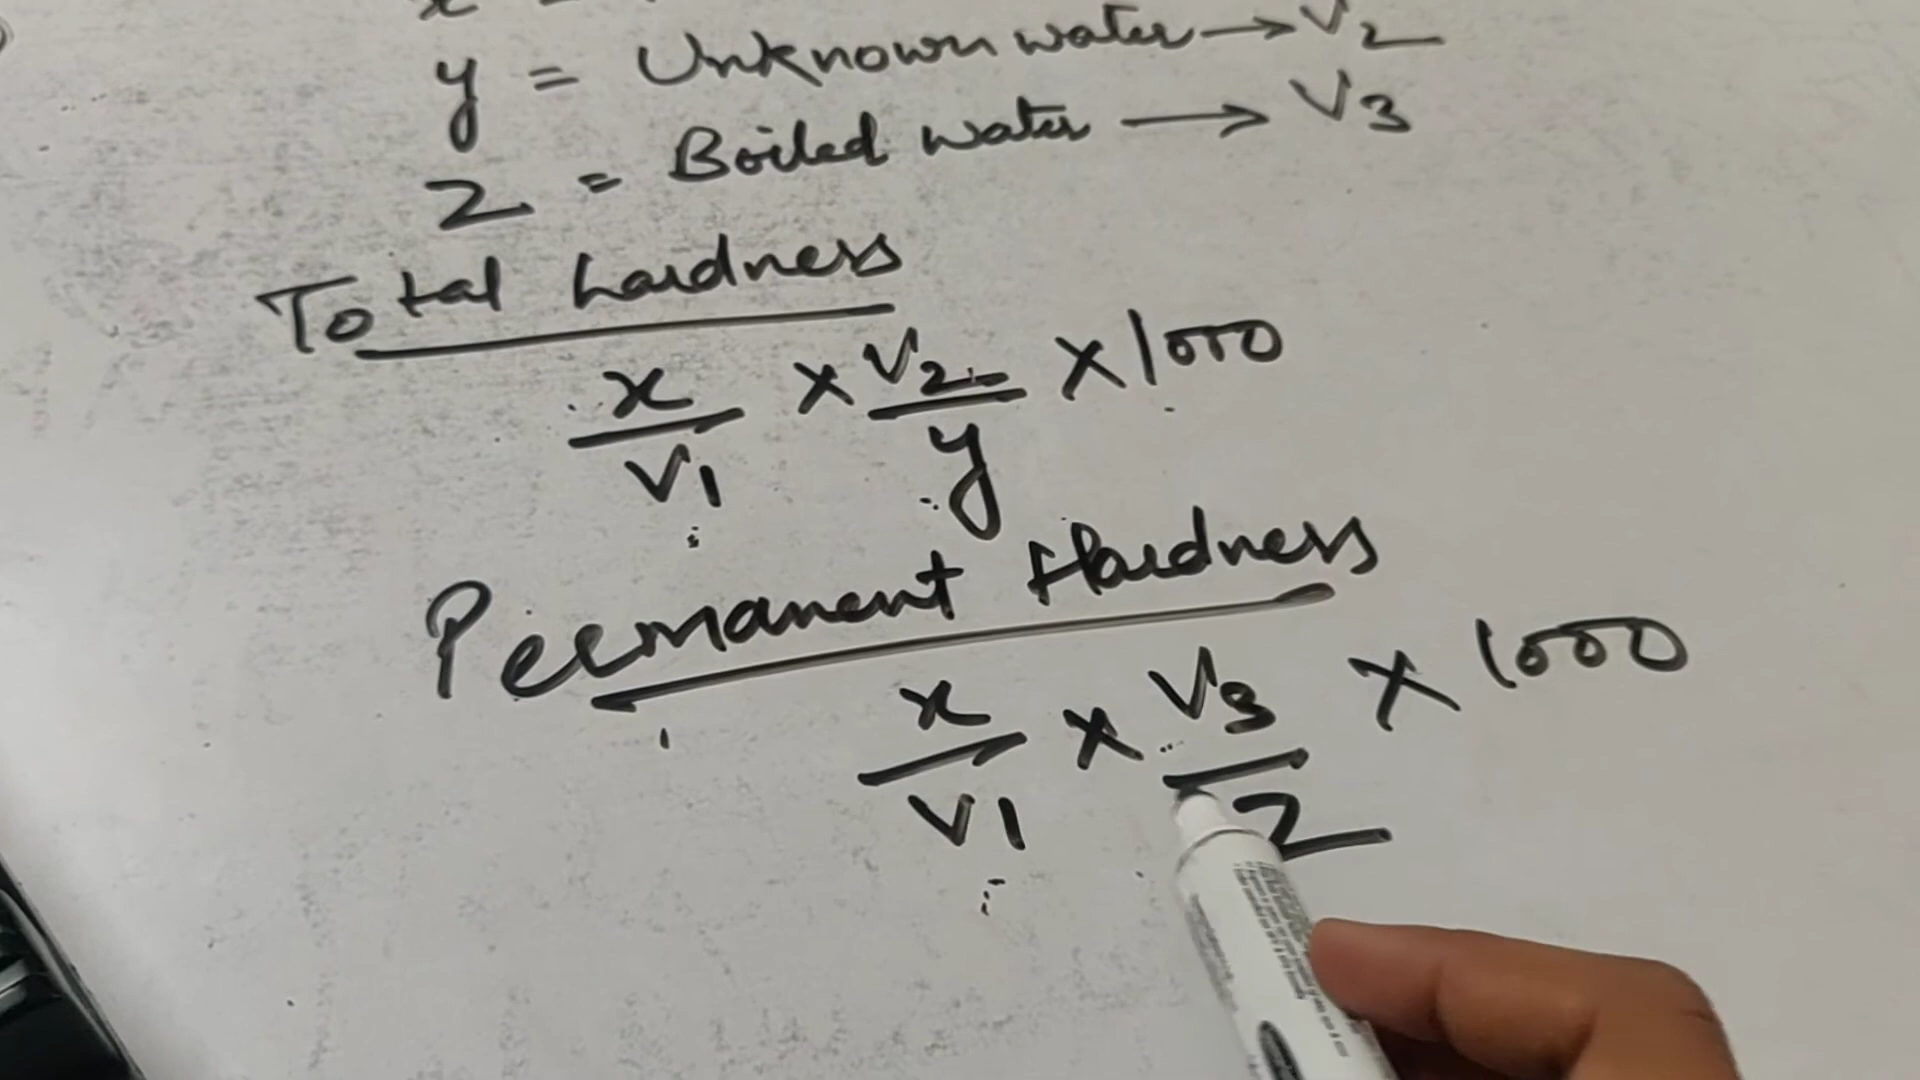 x =
y = Unknown water → V2
z = Boiled water → V3
Total hardness
x/V1 × V2/y × 1000
Permanent Hardness
x/V1 × V3/z × 1000